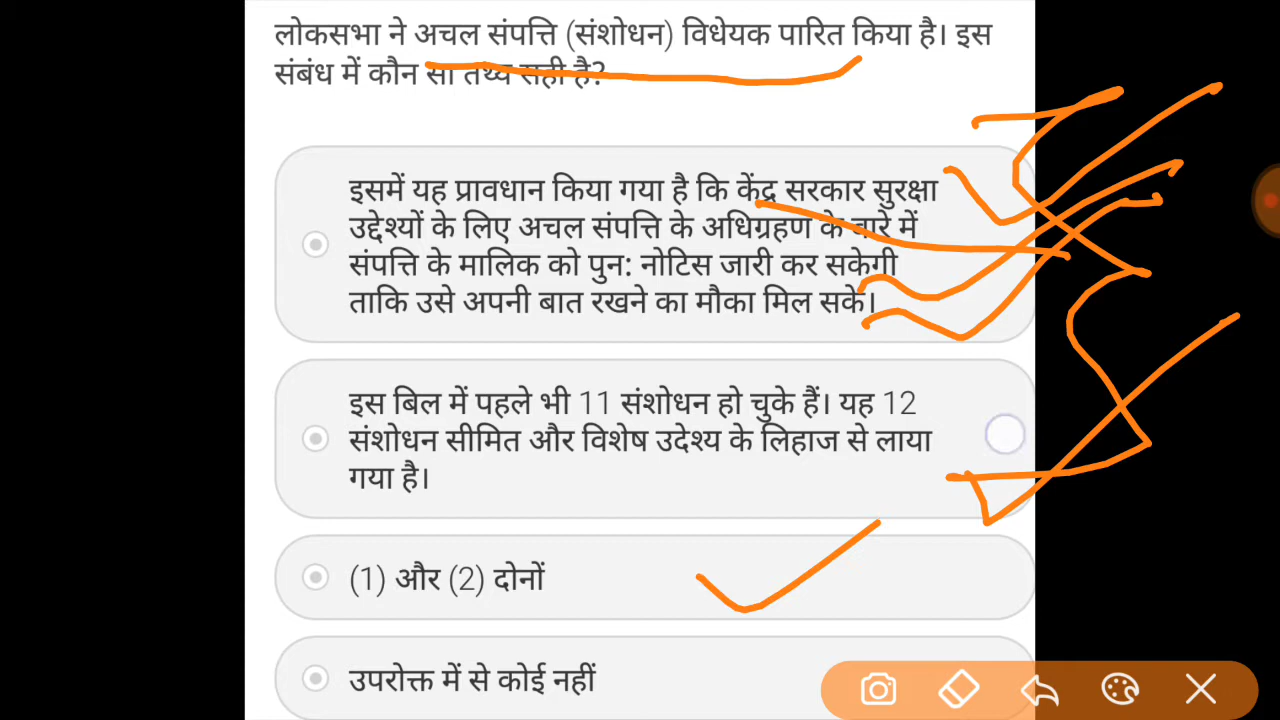 लोकसभा ने अचल संपत्ति (संशोधन) विधेयक पारित किया है। इस
संबंध में कौन सा तथ्य सही है?
इसमें यह प्रावधान किया गया है कि केंद्र सरकार सुरक्षा
उद्देश्यों के लिए अचल संपत्ति के अधिग्रहण के बारे में
संपत्ति के मालिक को पुन: नोटिस जारी कर सकेगी
ताकि उसे अपनी बात रखने का मौका मिल सके।
इस बिल में पहले भी 11 संशोधन हो चुके हैं। यह 12
संशोधन सीमित और विशेष उदेश्य के लिहाज से लाया
गया है।
(1) और (2) दोनों
उपरोक्त में से कोई नहीं